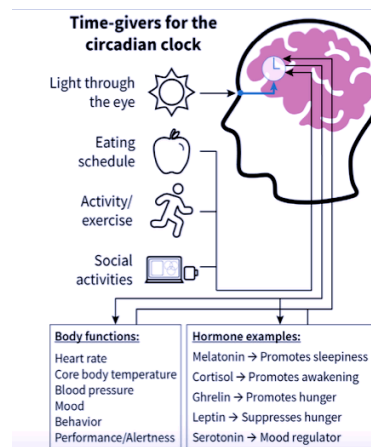 Time-givers for the
circadian clock
Light through
the eye
Eating
schedule
Activity/
exercise
Social
activities
Body functions:
Heart rate
Core body temperature
Blood pressure
Mood
Behavior
Performance/Alertness
Hormone examples:
Melatonin → Promotes sleepiness
Cortisol → Promotes awakening
Ghrelin → Promotes hunger
Leptin → Suppresses hunger
Serotonin → Mood regulator